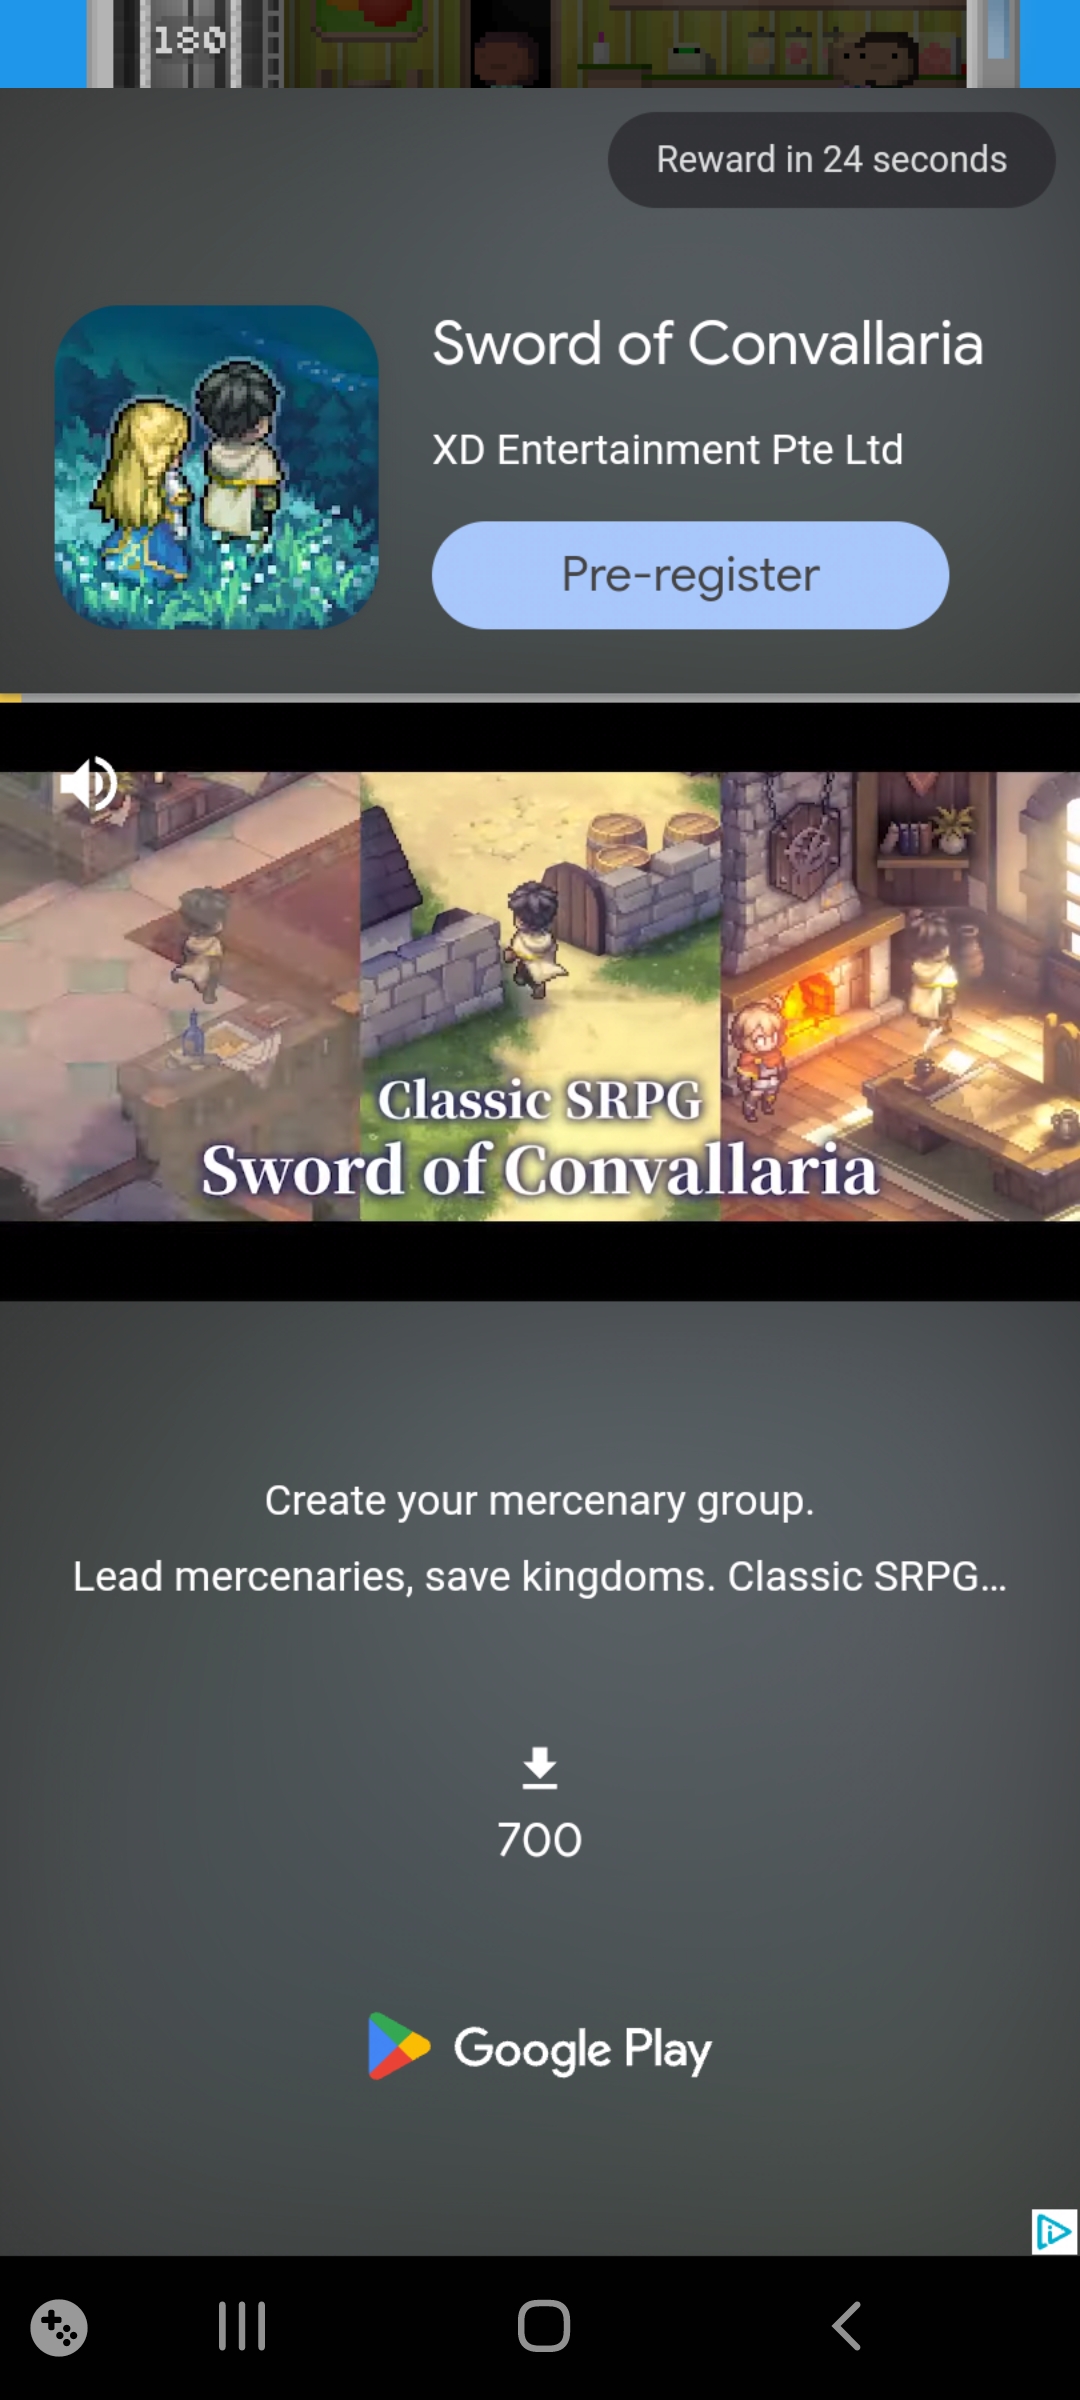 180
Reward in 24 seconds
Sword of Convallaria
XD Entertainment Pte Ltd
Pre-register
Classic SRPG
Sword of Convallaria
Create your mercenary group.
Lead mercenaries, save kingdoms. Classic SRPG...
700
Google Play